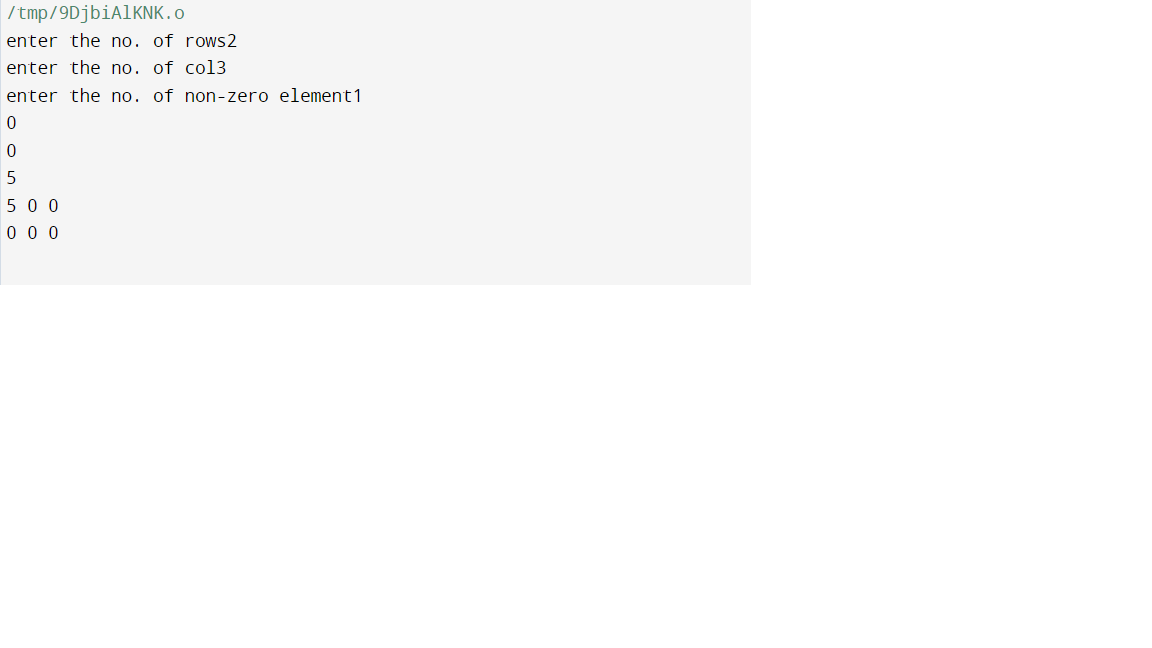 /tmp/9DjbiAlKNK.o
enter the no. of rows2
enter the no. of col3
enter the no. of non-zero element1
0
0
5
5 0 0
0 0 0